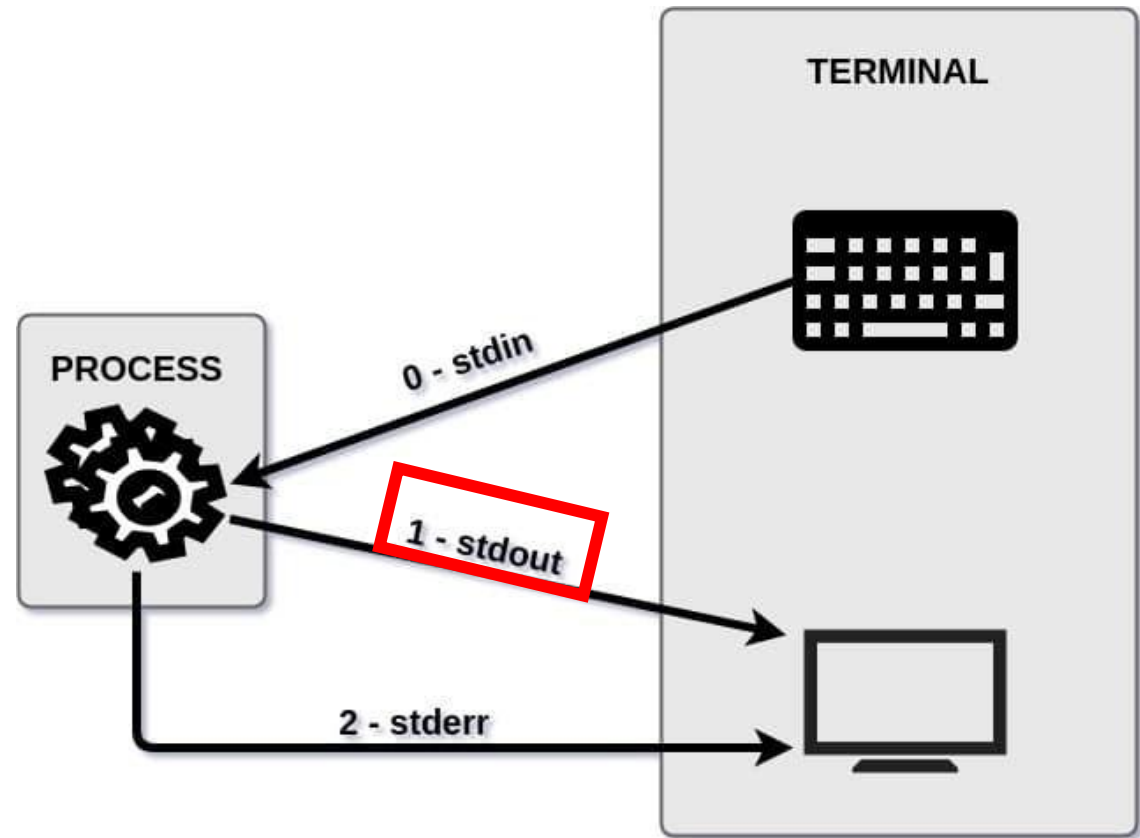 TERMINAL
0 - stdin
PROCESS
1 - stdout
2 - stderr